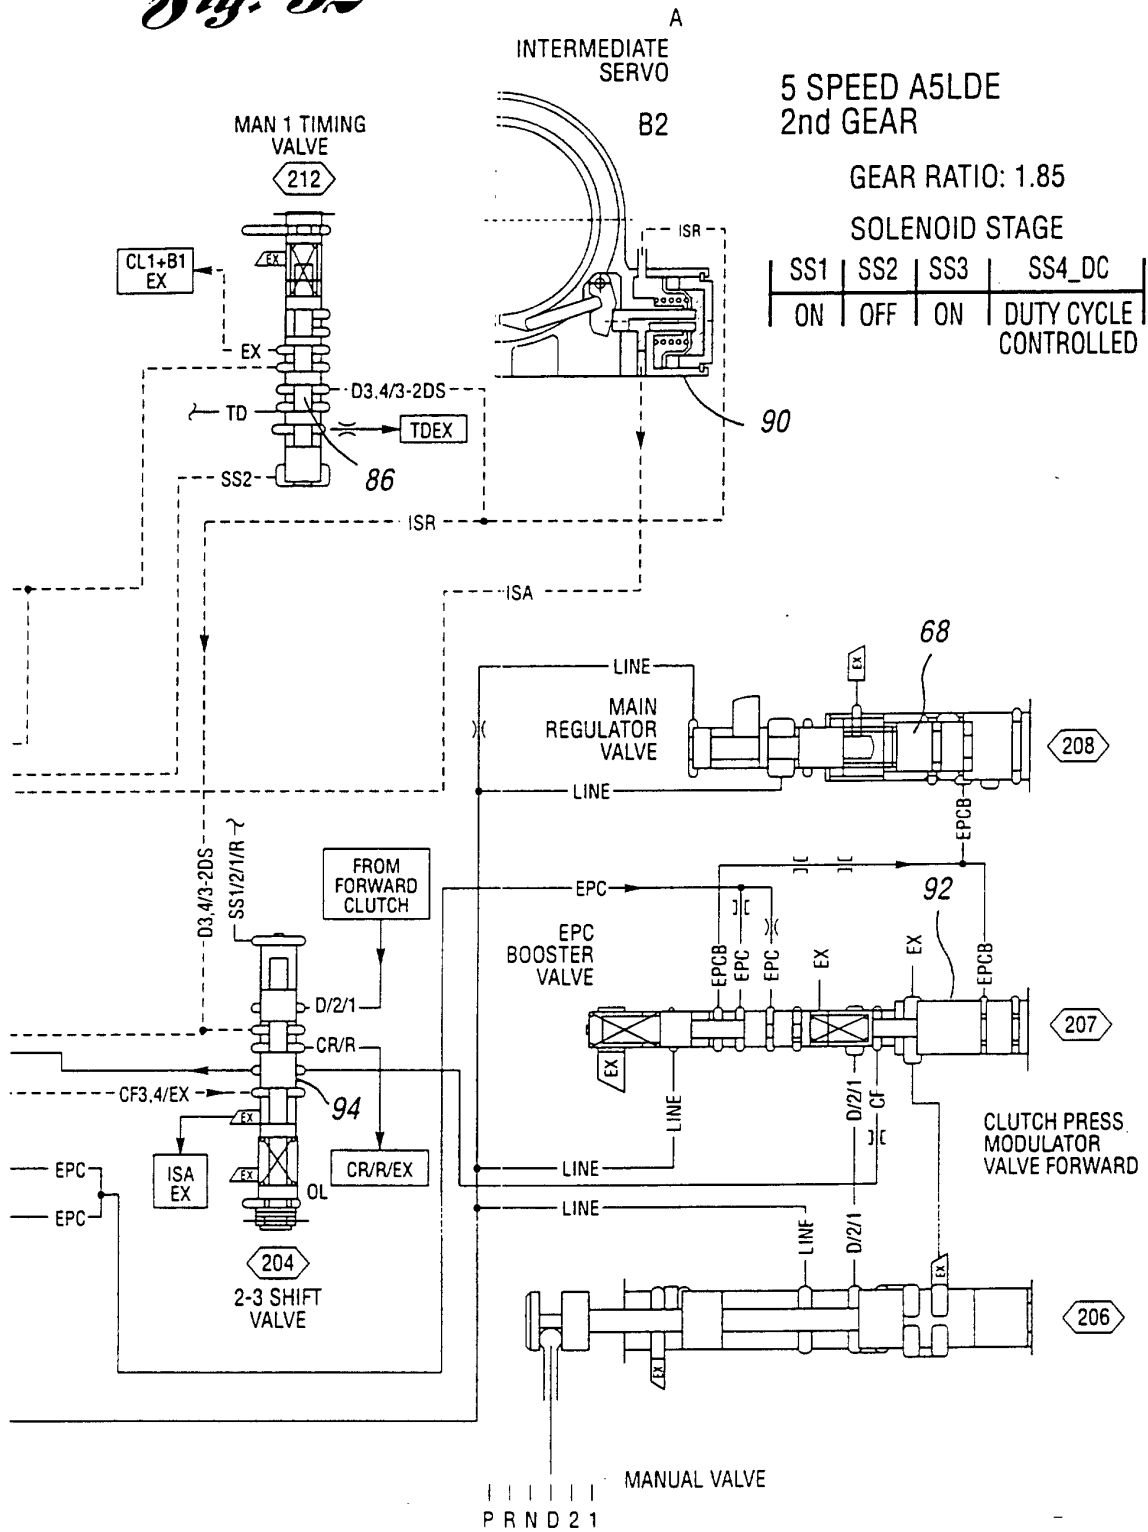 Fig. 32
A
INTERMEDIATE
SERVO
B2
5 SPEED A5LDE
2nd GEAR
GEAR RATIO: 1.85
SOLENOID STAGE
SS1 SS2 SS3 SS4_DC
ON OFF ON DUTY CYCLE
CONTROLLED
MAN 1 TIMING
VALVE
212
CL1+B1
EX
EX
EX
D3,4/3-2DS
TD
TDEX
SS2
86
ISR
90
ISR
ISA
68
LINE
EX
MAIN
REGULATOR
VALVE
208
LINE
EPCB
D3,4/3-2DS
SS1/2/1/R
FROM
FORWARD
CLUTCH
EPC
92
EPC
BOOSTER
VALVE
EPCB
EPC
EPC
EX
EX
EPCB
207
EX
D/2/1
CR/R
CF3,4/EX
94
EX
ISA
EX
EX
CR/R/EX
OL
LINE
D/2/1
CF
CLUTCH PRESS
MODULATOR
VALVE FORWARD
EPC
EPC
LINE
LINE
LINE
D/2/1
EX
204
2-3 SHIFT
VALVE
206
EX
MANUAL VALVE
P R N D 2 1